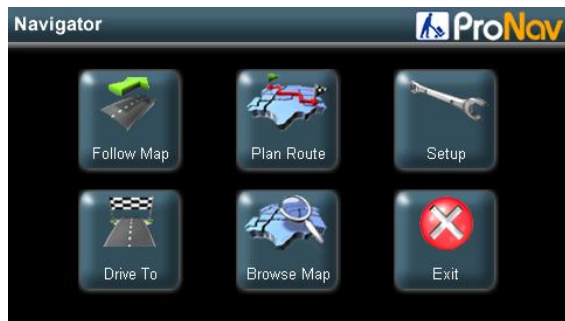 Navigator
ProNav
Follow Map
Plan Route
Setup
Drive To
Browse Map
Exit